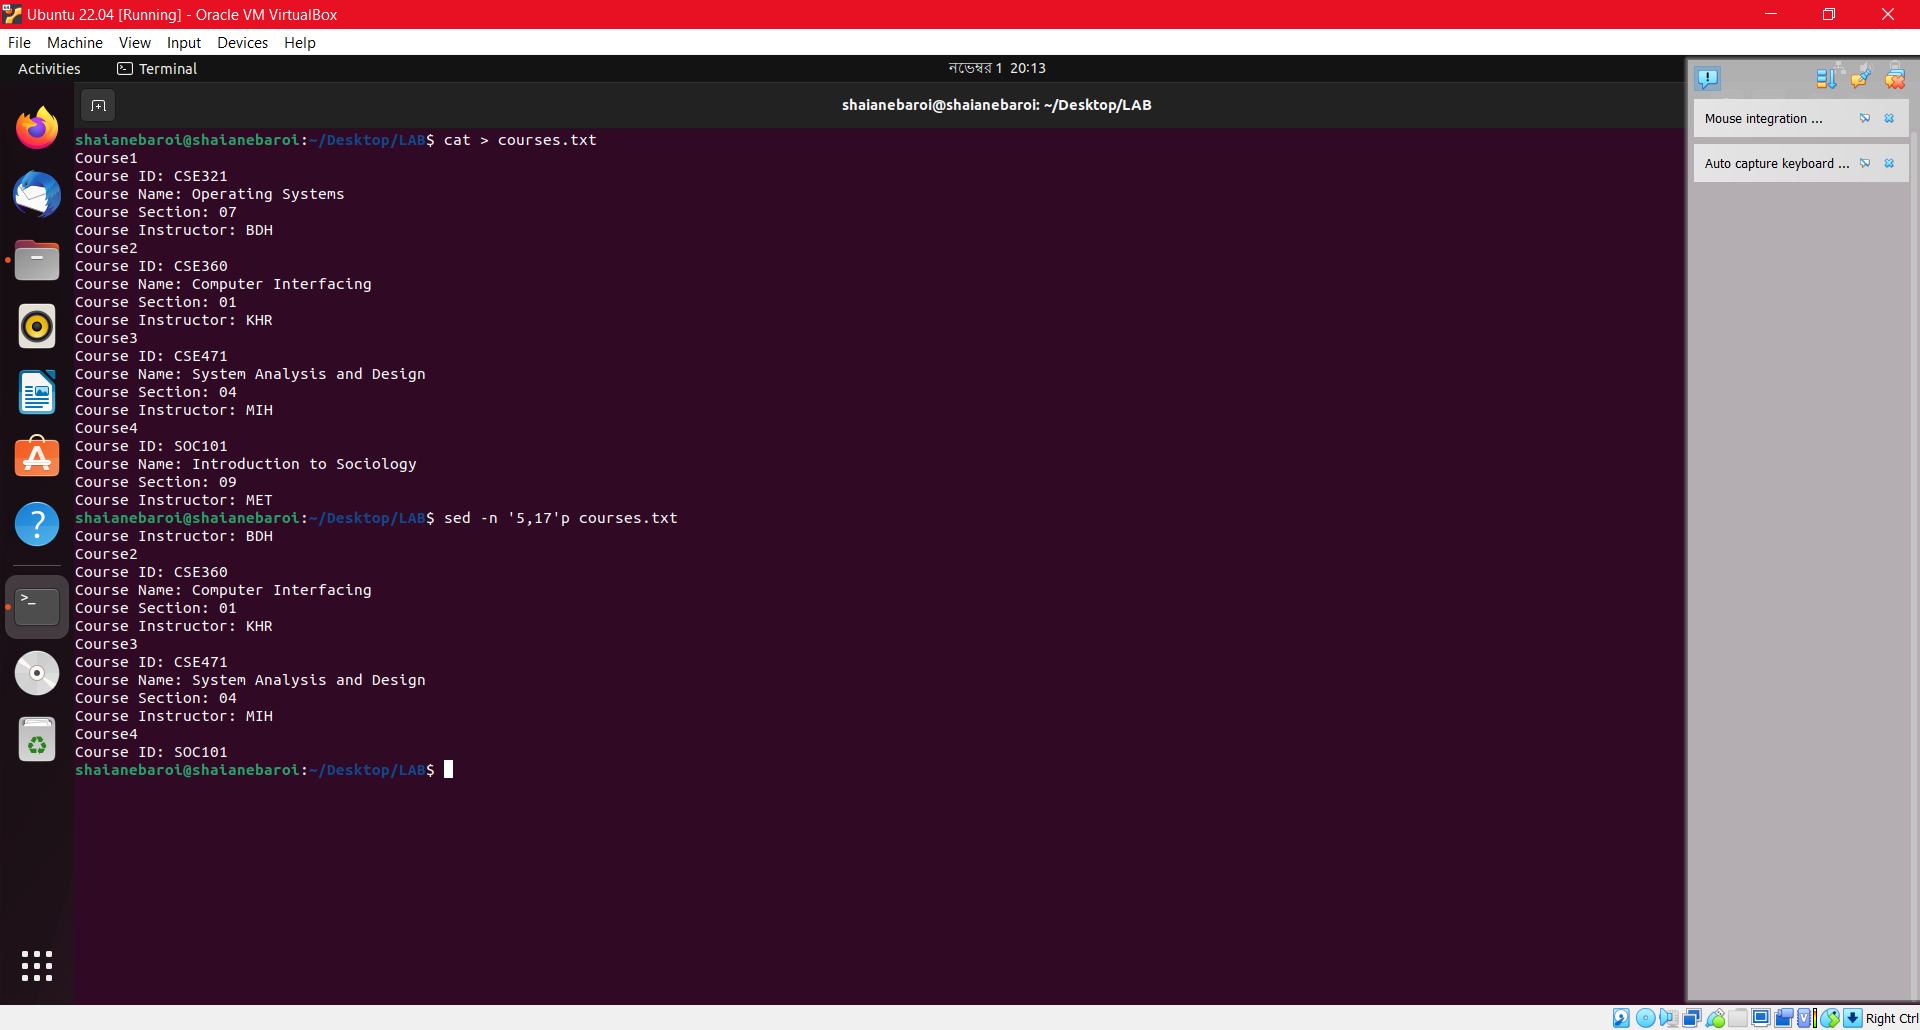 Ubuntu 22.04 [Running] - Oracle VM VirtualBox
File Machine View Input Devices Help
Activities Terminal নভেম্বর 1 20:13
shaianebaroi@shaianebaroi: ~/Desktop/LAB
Mouse integration ...
Auto capture keyboard ...
shaianebaroi@shaianebaroi:~/Desktop/LAB$ cat > courses.txt
Course1
Course ID: CSE321
Course Name: Operating Systems
Course Section: 07
Course Instructor: BDH
Course2
Course ID: CSE360
Course Name: Computer Interfacing
Course Section: 01
Course Instructor: KHR
Course3
Course ID: CSE471
Course Name: System Analysis and Design
Course Section: 04
Course Instructor: MIH
Course4
Course ID: SOC101
Course Name: Introduction to Sociology
Course Section: 09
Course Instructor: MET
shaianebaroi@shaianebaroi:~/Desktop/LAB$ sed -n '5,17'p courses.txt
Course Instructor: BDH
Course2
Course ID: CSE360
Course Name: Computer Interfacing
Course Section: 01
Course Instructor: KHR
Course3
Course ID: CSE471
Course Name: System Analysis and Design
Course Section: 04
Course Instructor: MIH
Course4
Course ID: SOC101
shaianebaroi@shaianebaroi:~/Desktop/LAB$
Right Ctrl